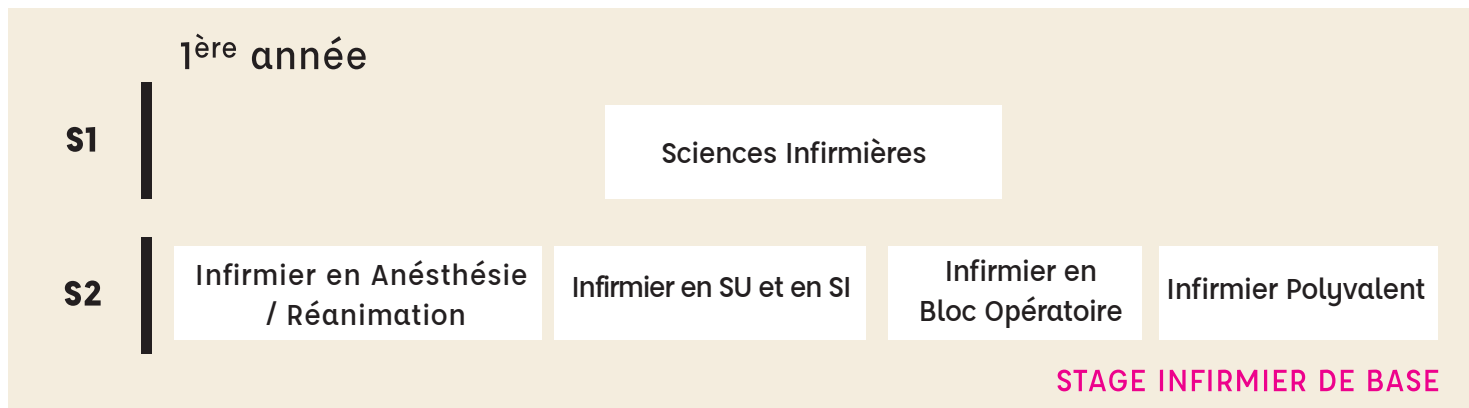 1ère année
S1
Sciences Infirmières
S2
Infirmier en Anésthésie
/ Réanimation
Infirmier en SU et en SI
Infirmier en
Bloc Opératoire
Infirmier Polyvalent
STAGE INFIRMIER DE BASE